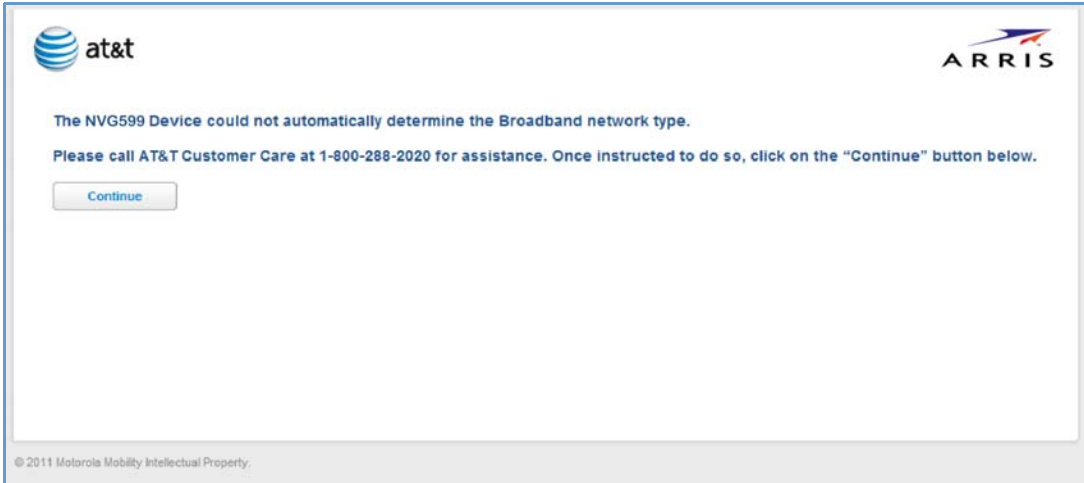 at&t
ARRIS
The NVG599 Device could not automatically determine the Broadband network type.
Please call AT&T Customer Care at 1-800-288-2020 for assistance. Once instructed to do so, click on the “Continue” button below.
Continue
© 2011 Motorola Mobility Intellectual Property.